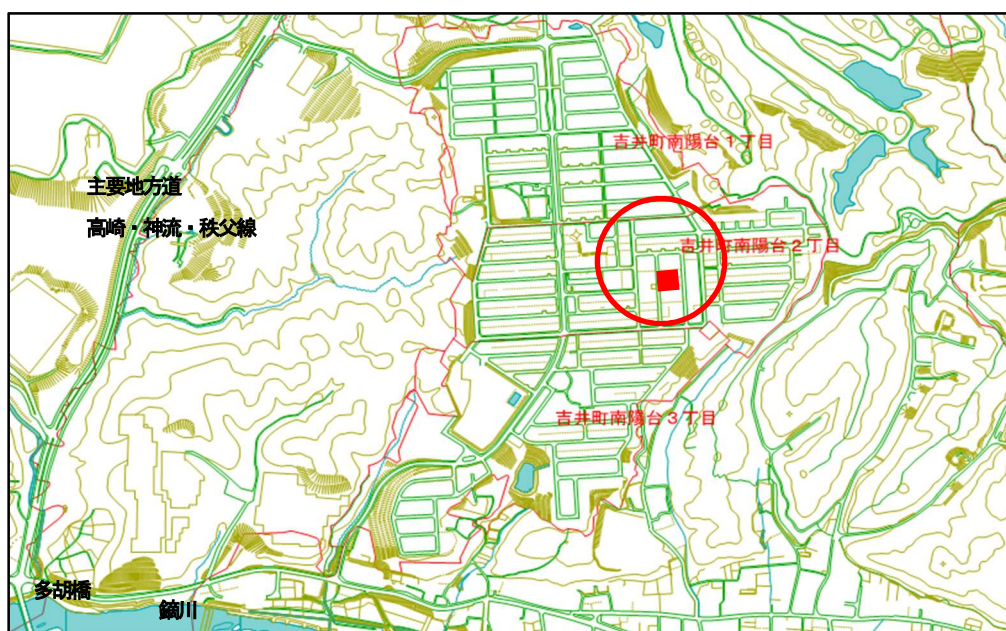 吉井町南陽台１丁目
主要地方道
高崎・神流・秩父線
吉井町南陽台２丁目
吉井町南陽台３丁目
多胡橋
鏑川